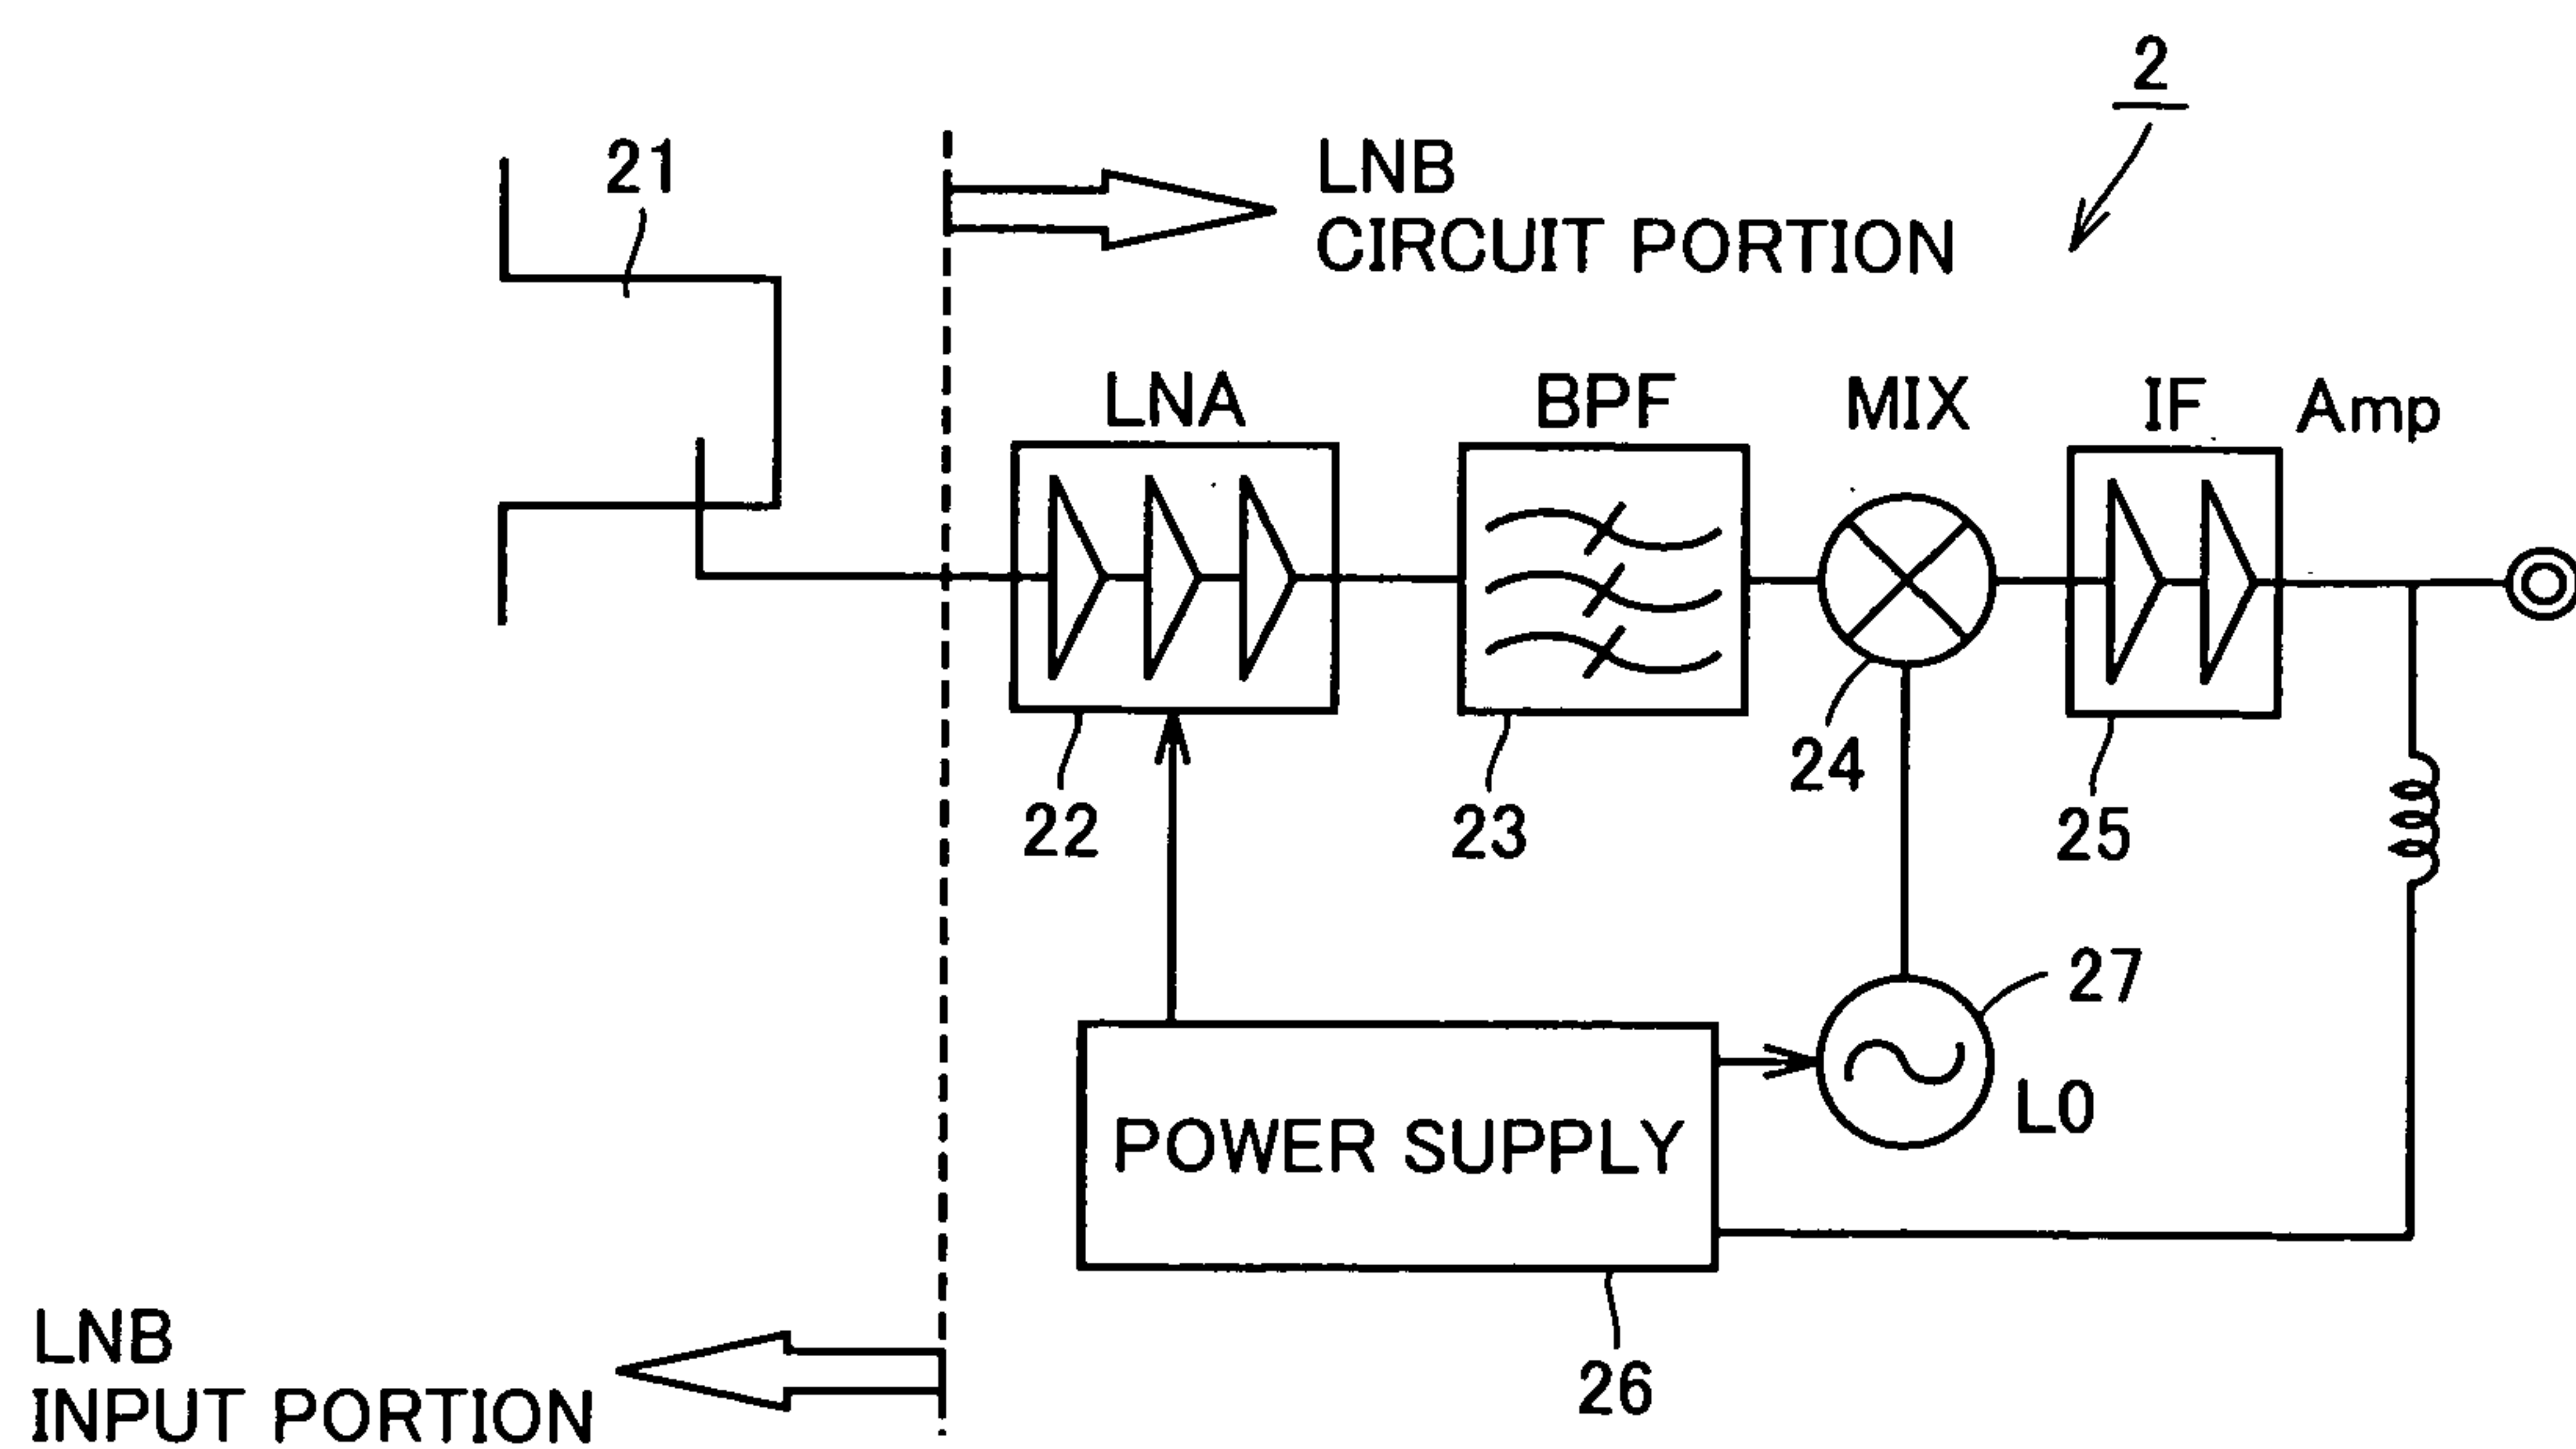 2
21
LNB
CIRCUIT PORTION
LNA
BPF
MIX
IF Amp
22
23
24
25
27
LO
POWER SUPPLY
26
LNB
INPUT PORTION